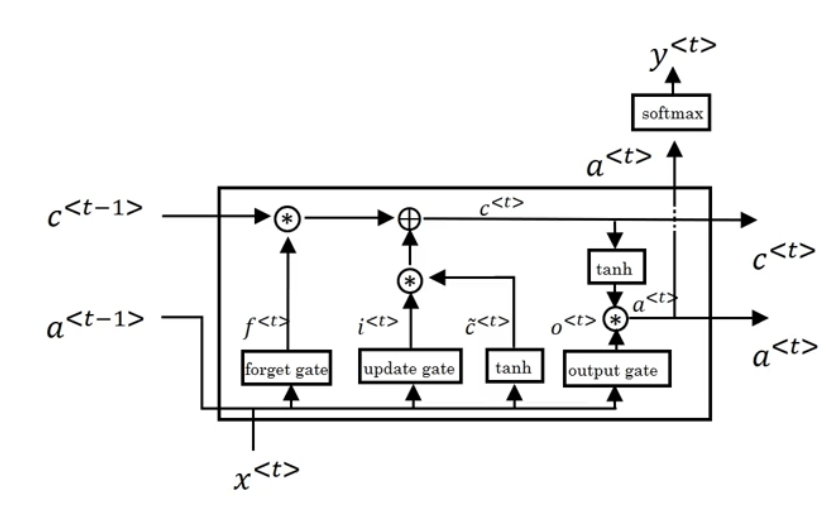 y<t>
softmax
a<t>
c<t-1>
*
c<t>
c<t>
tanh
*
a<t-1>
f<t>
i<t>
c̃<t>
o<t>
*
a<t>
a<t>
forget gate
update gate
tanh
output gate
x<t>